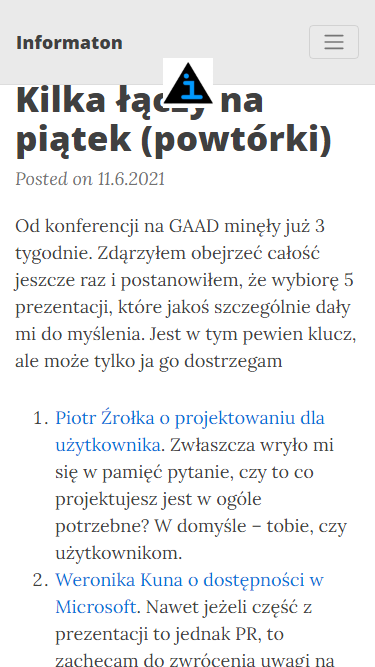 Informaton
Kilka łączy na
piątek (powtórki)
Posted on 11.6.2021
Od konferencji na GAAD minęły już 3
tygodnie. Zdążyłem obejrzeć całość
jeszcze raz i postanowiłem, że wybiorę 5
prezentacji, które jakoś szczególnie dały
mi do myślenia. Jest w tym pewien klucz,
ale może tylko ja go dostrzegam
1. Piotr Źrołka o projektowaniu dla
użytkownika. Zwłaszcza wryło mi
się w pamięć pytanie, czy to co
projektujesz jest w ogóle
potrzebne? W domyśle – tobie, czy
użytkownikom.
2. Weronika Kuna o dostępności w
Microsoft. Nawet jeżeli część z
prezentacji to jednak PR, to
zachęcam do zwrócenia uwagi na